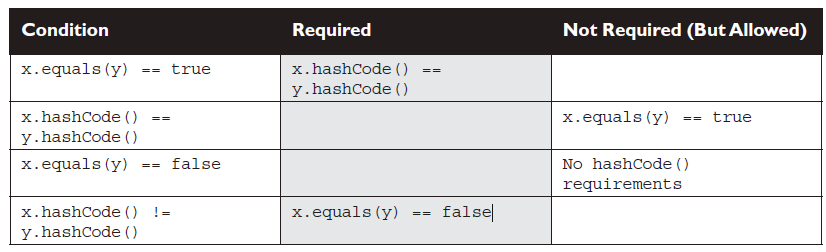 Condition Required Not Required (But Allowed)
x.equals(y) == true x.hashCode() ==
y.hashCode()
x.hashCode() == x.equals(y) == true
y.hashCode()
x.equals(y) == false No hashCode()
requirements
x.hashCode() != x.equals(y) == false
y.hashCode()